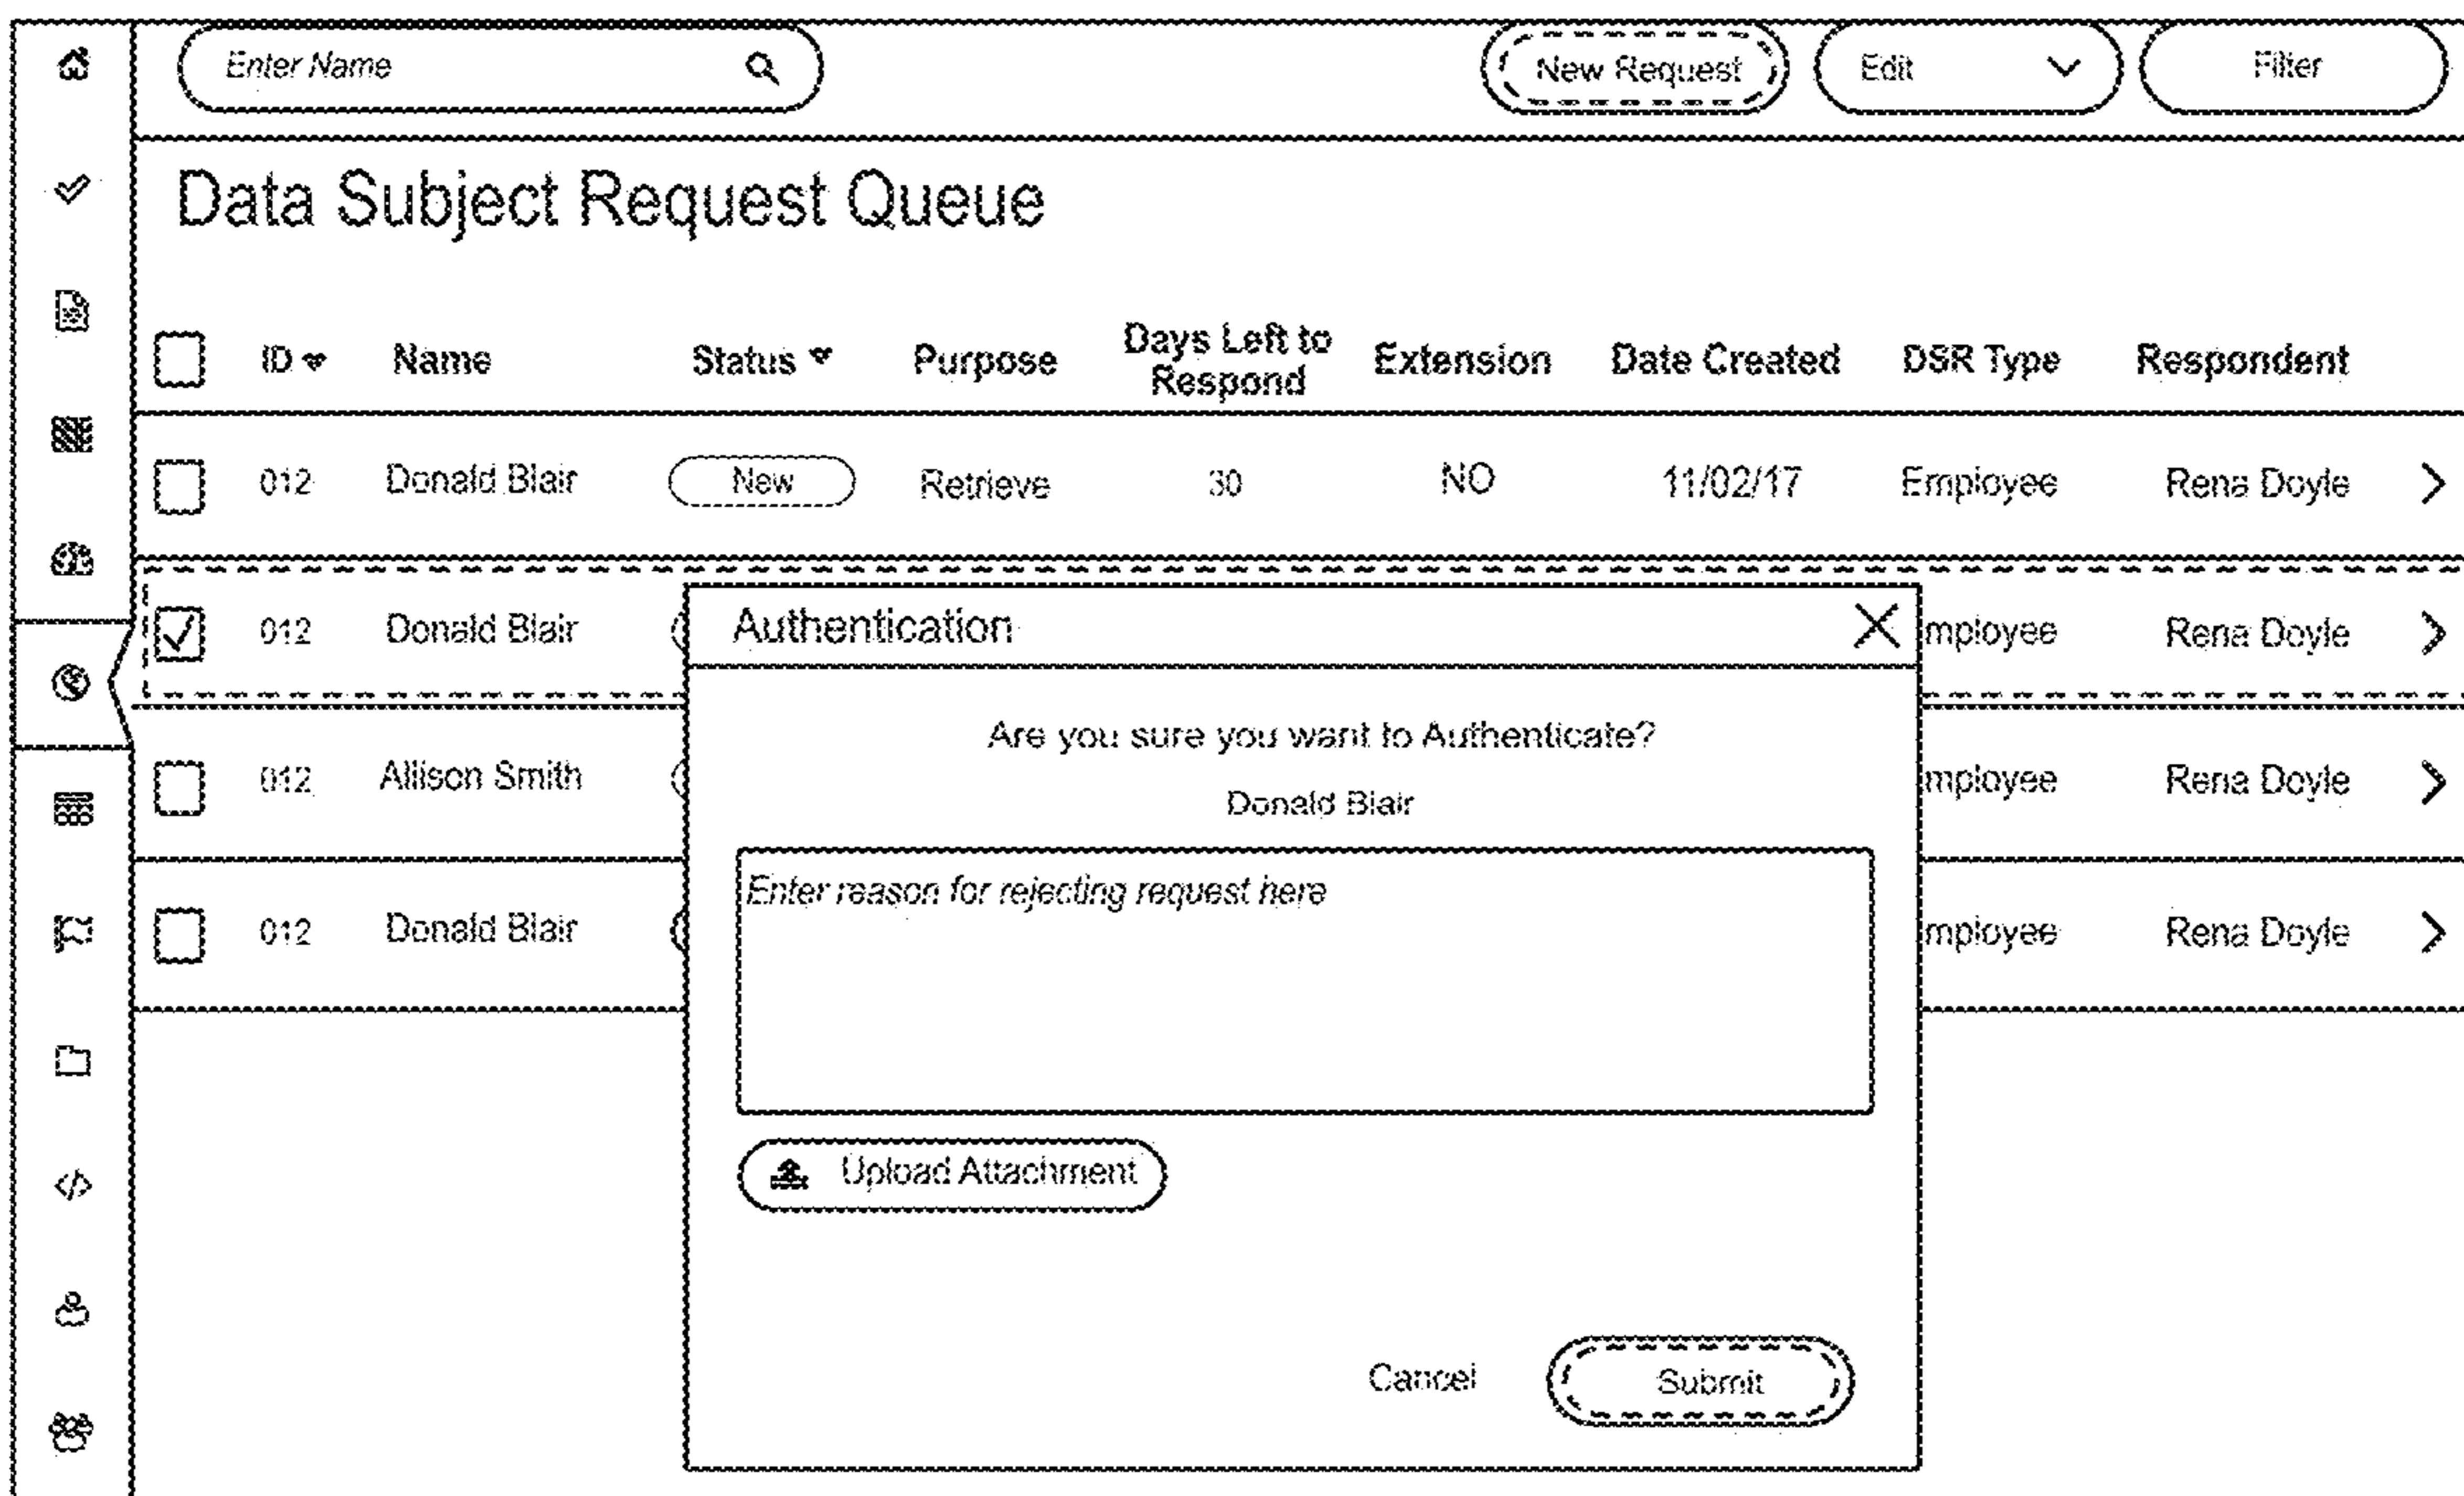 Enter Name New Request Edit Filter
Data Subject Request Queue
ID Name Status Purpose Days Left to Respond Extension Date Created DSR Type Respondent
012 Donald Blair New Retrieve 30 NO 11/02/17 Employee Rena Doyle
012 Donald Blair mployee Rena Doyle
012 Allison Smith mployee Rena Doyle
012 Donald Blair mployee Rena Doyle
Authentication
Are you sure you want to Authenticate?
Donald Blair
Enter reason for rejecting request here
Upload Attachment
Cancel Submit